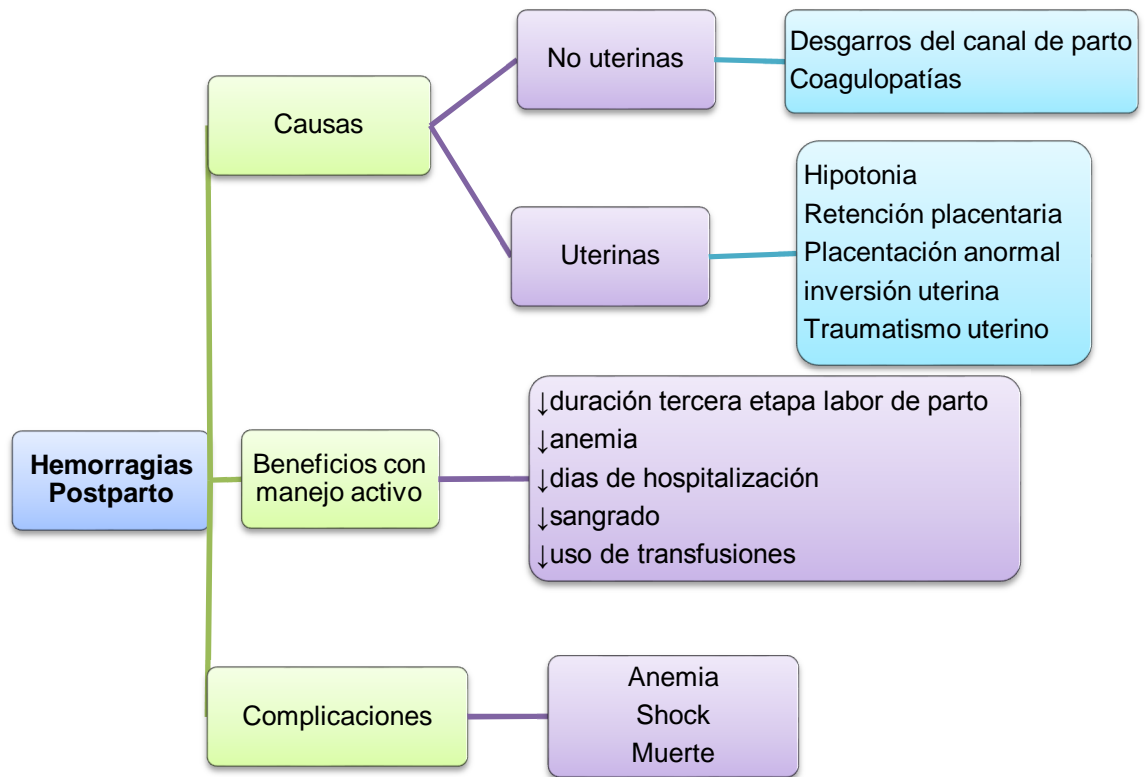 Hemorragias
Postparto
Causas
No uterinas
Desgarros del canal de parto
Coagulopatías
Uterinas
Hipotonia
Retención placentaria
Placentación anormal
inversión uterina
Traumatismo uterino
Beneficios con
manejo activo
↓duración tercera etapa labor de parto
↓anemia
↓dias de hospitalización
↓sangrado
↓uso de transfusiones
Complicaciones
Anemia
Shock
Muerte